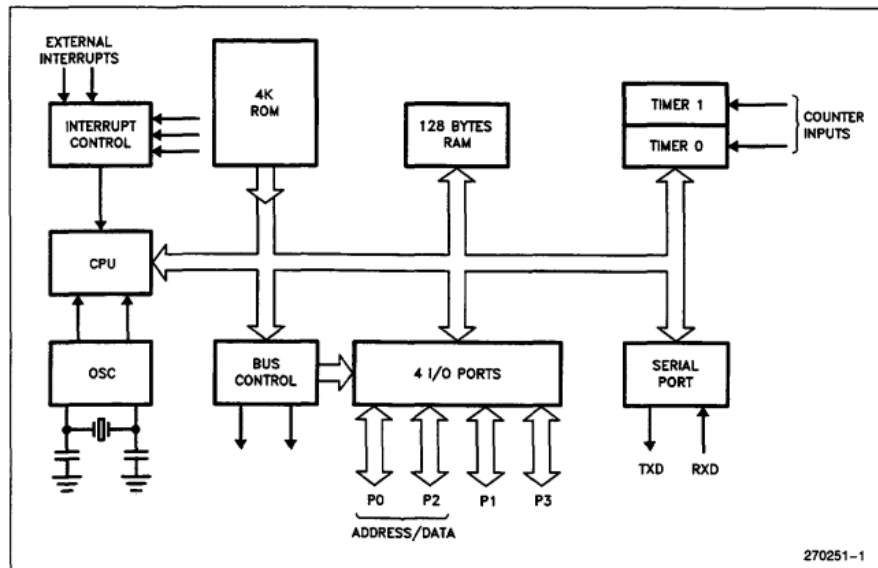 EXTERNAL
INTERRUPTS
INTERRUPT
CONTROL
4K
ROM
128 BYTES
RAM
TIMER 1
TIMER 0
COUNTER
INPUTS
CPU
OSC
BUS
CONTROL
4 I/O PORTS
SERIAL
PORT
TXD
RXD
P0
P2
P1
P3
ADDRESS/DATA
270251-1